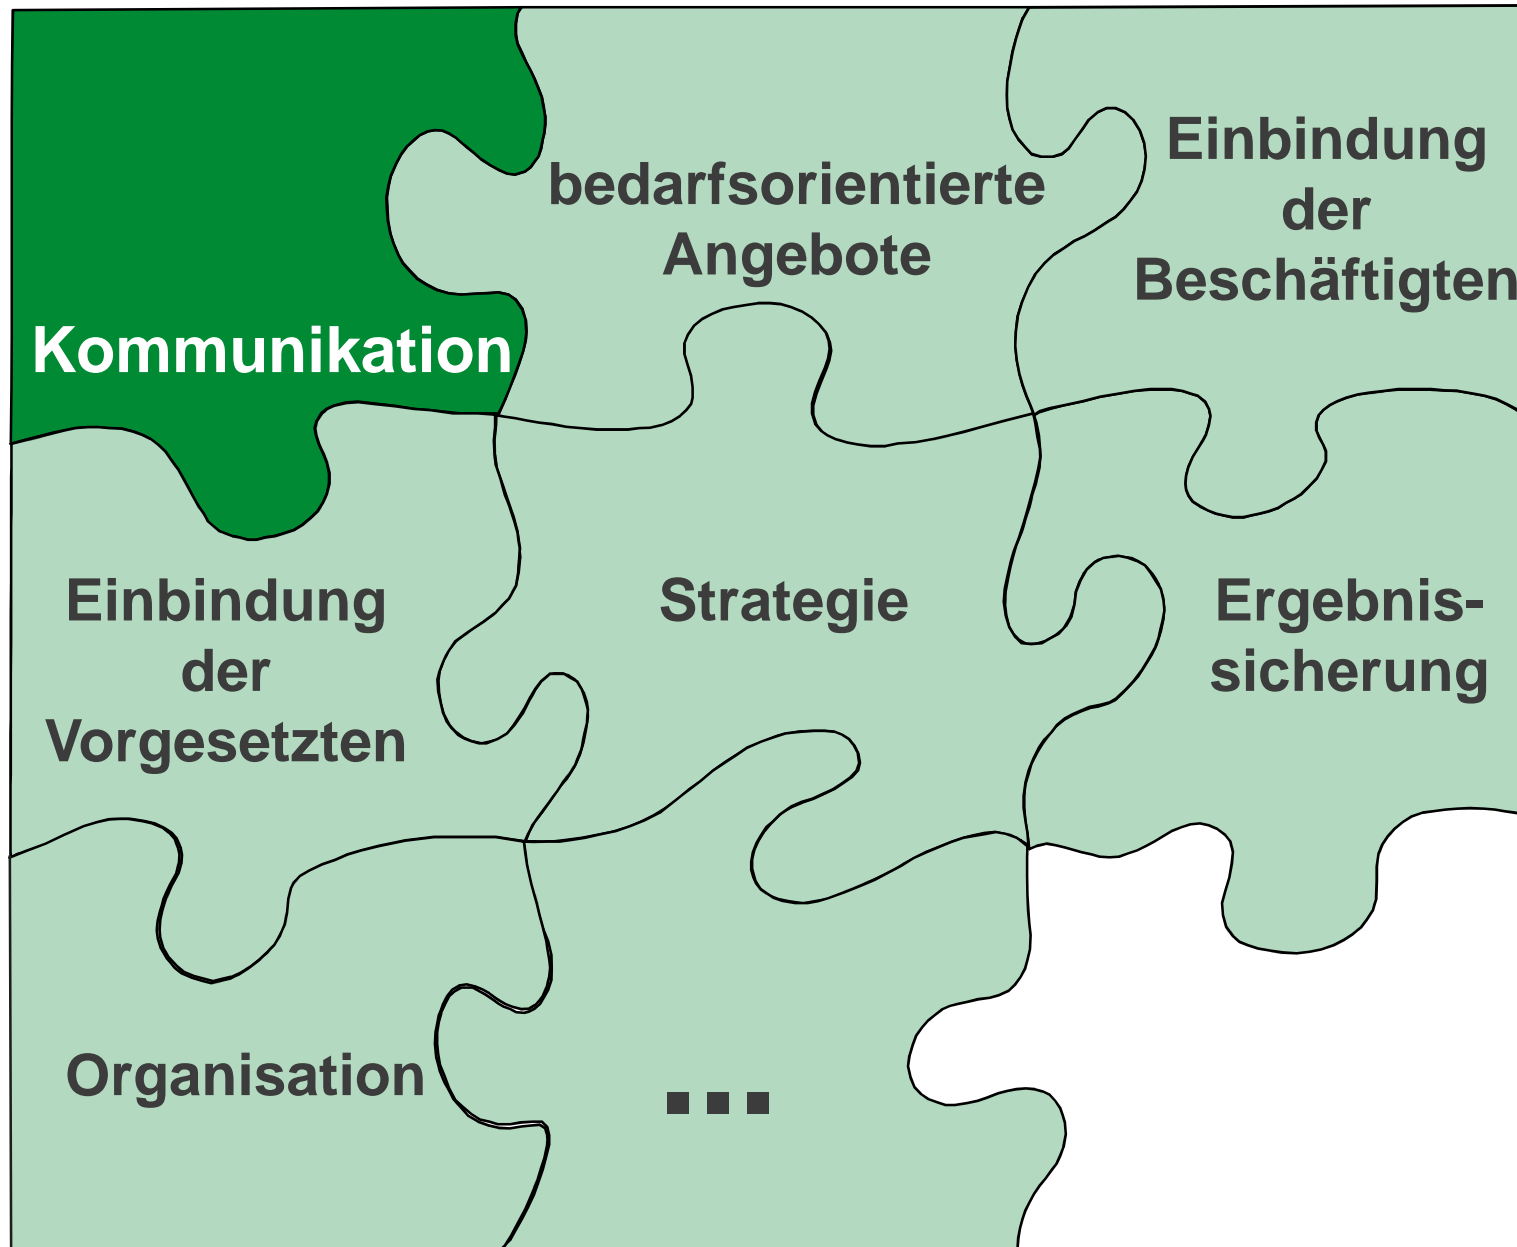 Kommunikation
bedarfsorientierte
Angebote
Einbindung
der
Beschäftigten
Einbindung
der
Vorgesetzten
Strategie
Ergebnis-
sicherung
Organisation
...